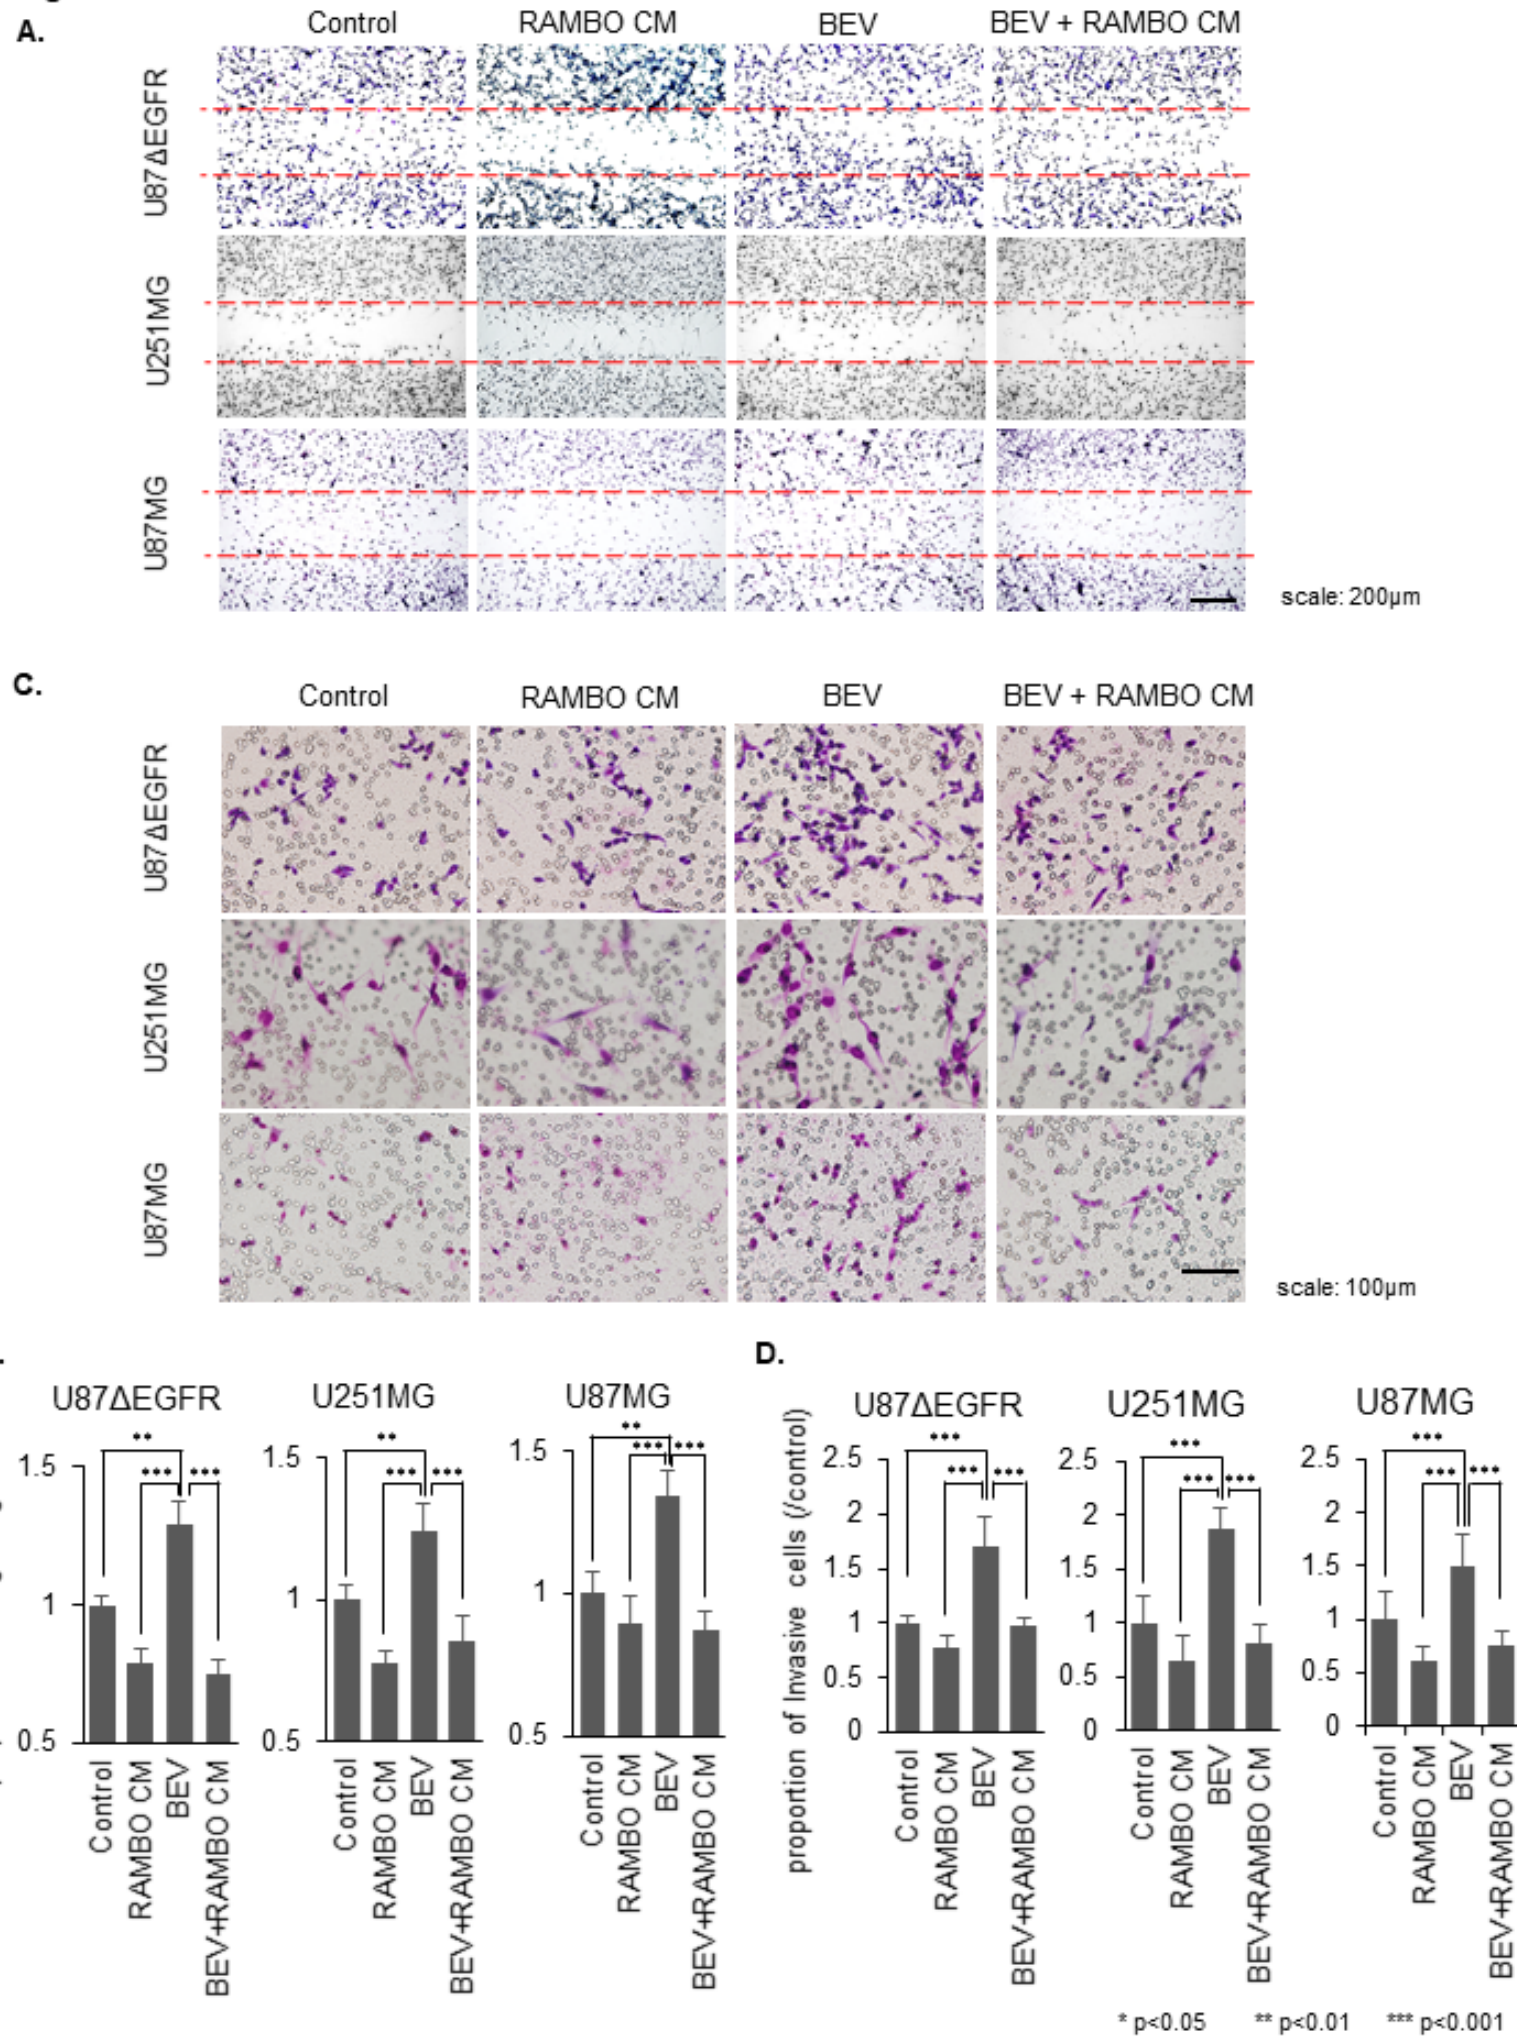 A.
Control RAMBO CM BEV BEV + RAMBO CM
U87ΔEGFR
U251MG
U87MG
scale: 200μm
C.
Control RAMBO CM BEV BEV + RAMBO CM
U87ΔEGFR
U251MG
U87MG
scale: 100μm
U87ΔEGFR U251MG U87MG
** *** ***
** *** ***
** *** ***
1.5
1
0.5
1.5
1
0.5
1.5
1
0.5
Control RAMBO CM BEV BEV+RAMBO CM
Control RAMBO CM BEV BEV+RAMBO CM
Control RAMBO CM BEV BEV+RAMBO CM
D.
proportion of Invasive cells (/control)
U87ΔEGFR U251MG U87MG
*** *** ***
*** *** ***
*** *** ***
2.5
2
1.5
1
0.5
0
2.5
2
1.5
1
0.5
0
2.5
2
1.5
1
0.5
0
Control RAMBO CM BEV BEV+RAMBO CM
Control RAMBO CM BEV BEV+RAMBO CM
Control RAMBO CM BEV BEV+RAMBO CM
* p<0.05 ** p<0.01 *** p<0.001